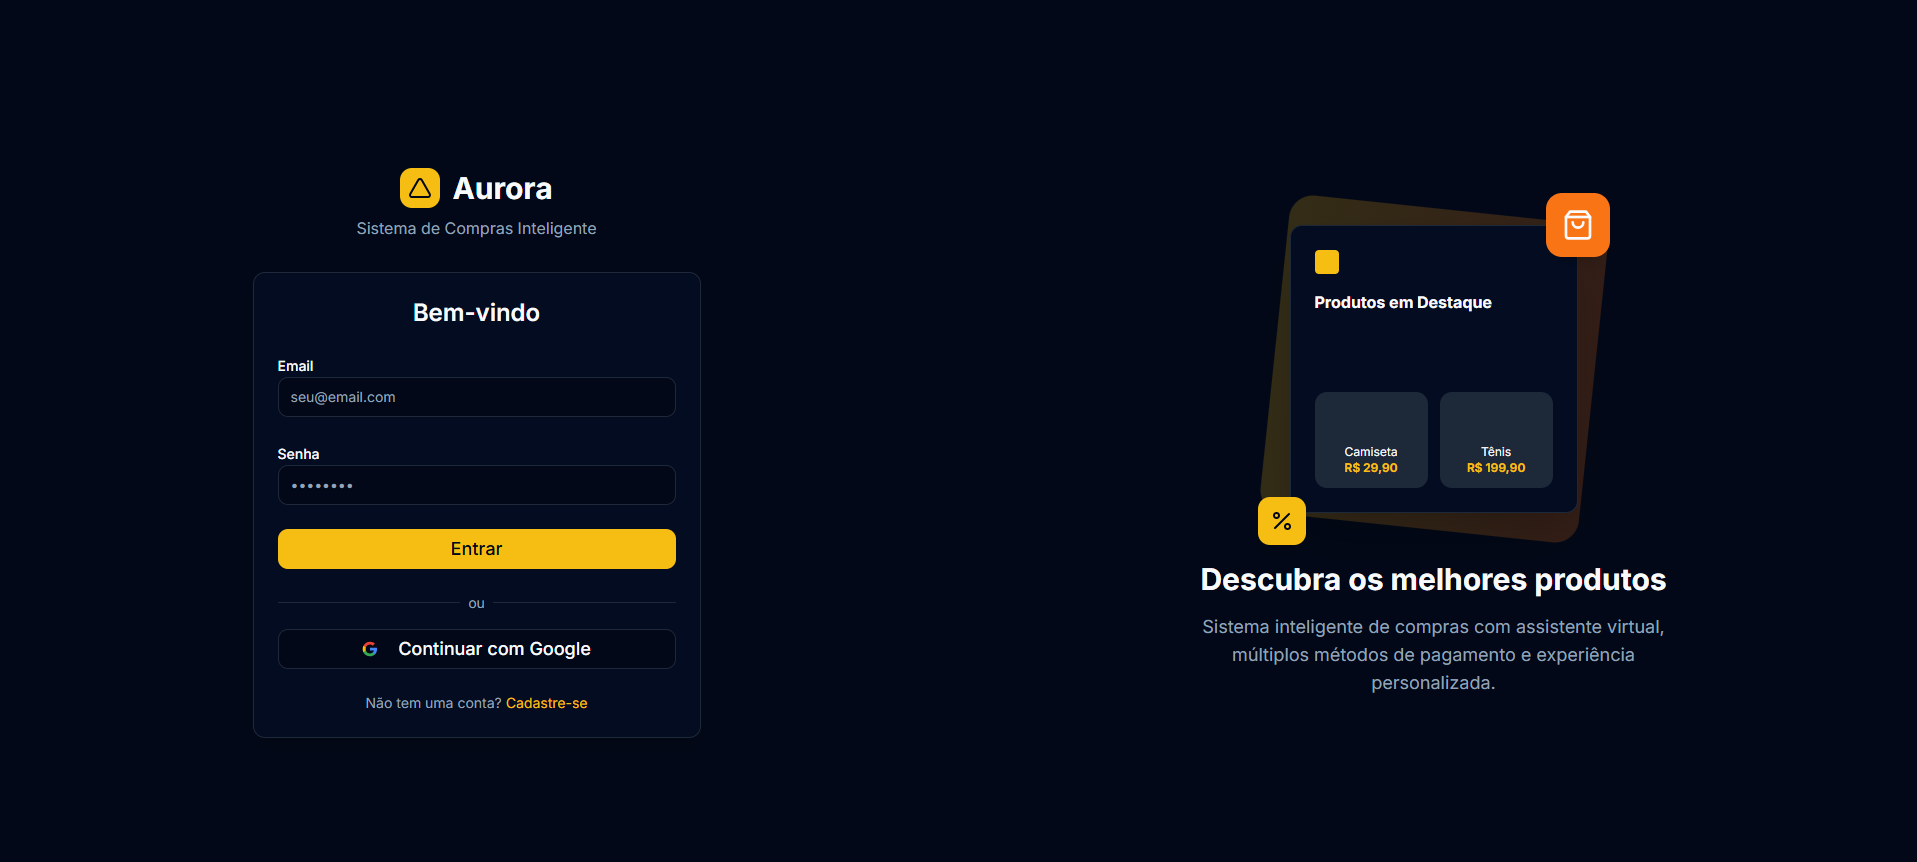 Aurora
Sistema de Compras Inteligente
Bem-vindo
Email
seu@email.com
Senha
••••••••
Entrar
ou
Continuar com Google
Não tem uma conta? Cadastre-se
Produtos em Destaque
Camiseta
R$ 29,90
Tênis
R$ 199,90
%
Descubra os melhores produtos
Sistema inteligente de compras com assistente virtual,
múltiplos métodos de pagamento e experiência
personalizada.